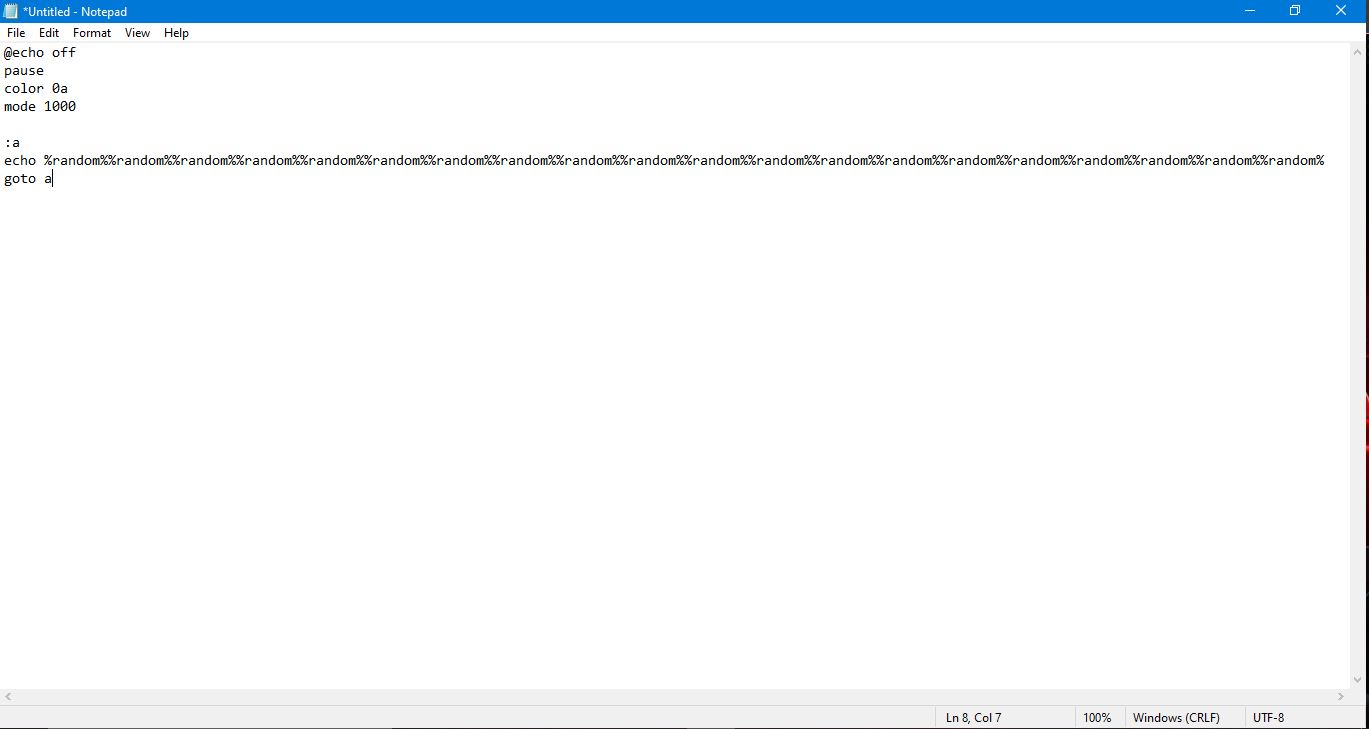 *Untitled - Notepad
File Edit Format View Help
@echo off
pause
color 0a
mode 1000

:a
echo %random%%random%%random%%random%%random%%random%%random%%random%%random%%random%%random%%random%%random%%random%%random%%random%%random%%random%%random%%random%
goto a
Ln 8, Col 7 100% Windows (CRLF) UTF-8